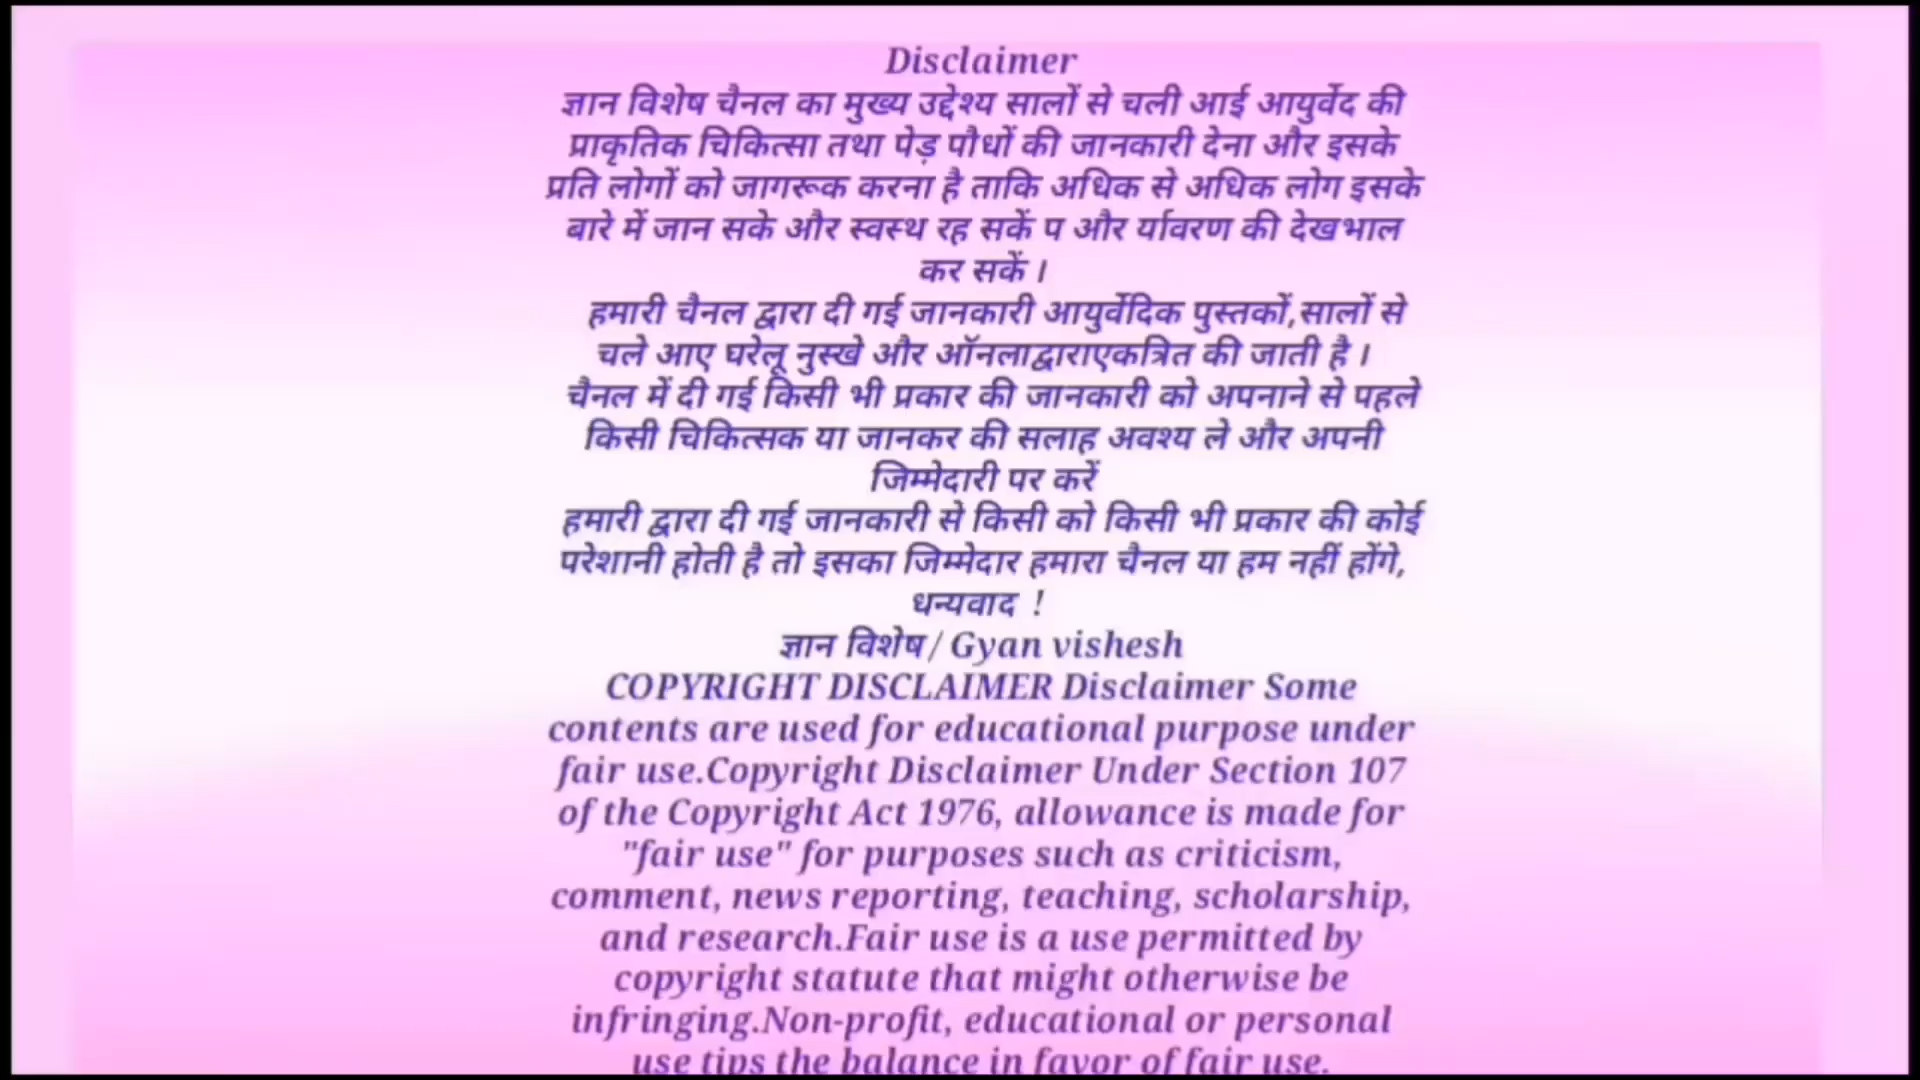 Disclaimer
ज्ञान विशेष चैनल का मुख्य उद्देश्य सालों से चली आई आयुर्वेद की
प्राकृतिक चिकित्सा तथा पेड़ पौधों की जानकारी देना और इसके
प्रति लोगों को जागरूक करना है ताकि अधिक से अधिक लोग इसके
बारे में जान सके और स्वस्थ रह सकें प और र्यावरण की देखभाल
कर सकें ।
हमारी चैनल द्वारा दी गई जानकारी आयुर्वेदिक पुस्तकों,सालों से
चले आए घरेलू नुस्खे और ऑनलाद्वाराएकत्रित की जाती है ।
चैनल में दी गई किसी भी प्रकार की जानकारी को अपनाने से पहले
किसी चिकित्सक या जानकर की सलाह अवश्य ले और अपनी
जिम्मेदारी पर करें
हमारी द्वारा दी गई जानकारी से किसी को किसी भी प्रकार की कोई
परेशानी होती है तो इसका जिम्मेदार हमारा चैनल या हम नहीं होंगे,
धन्यवाद !
ज्ञान विशेष/ Gyan vishesh
COPYRIGHT DISCLAIMER Disclaimer Some
contents are used for educational purpose under
fair use.Copyright Disclaimer Under Section 107
of the Copyright Act 1976, allowance is made for
"fair use" for purposes such as criticism,
comment, news reporting, teaching, scholarship,
and research.Fair use is a use permitted by
copyright statute that might otherwise be
infringing.Non-profit, educational or personal
use tips the balance in favor of fair use.